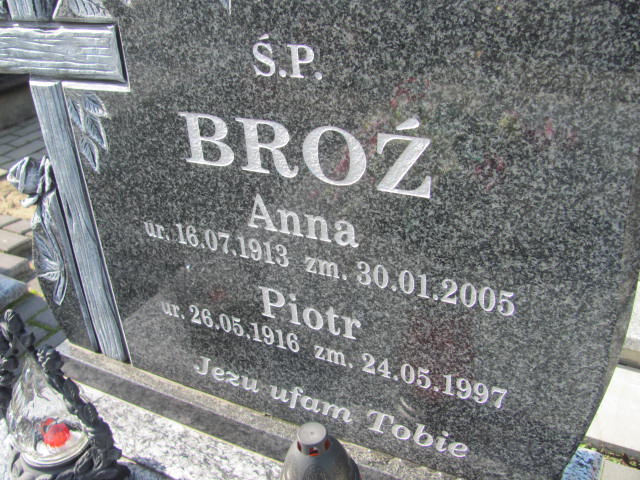 Ś.P.
BROŹ
Anna
ur. 16.07.1913 zm. 30.01.2005
Piotr
ur. 26.05.1916 zm. 24.05.1997
Jezu ufam Tobie